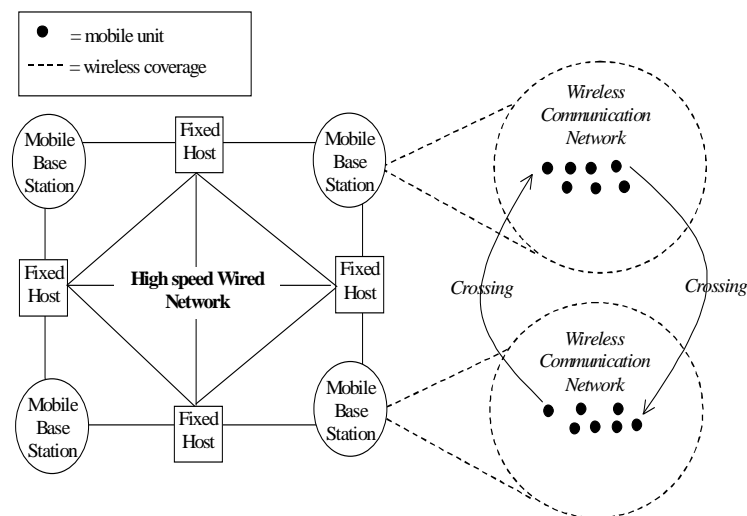 = mobile unit
= wireless coverage
Wireless
Communication
Network
Mobile
Base
Station
Fixed
Host
Mobile
Base
Station
Fixed
Host
High speed Wired
Network
Fixed
Host
Crossing
Crossing
Wireless
Communication
Network
Mobile
Base
Station
Fixed
Host
Mobile
Base
Station